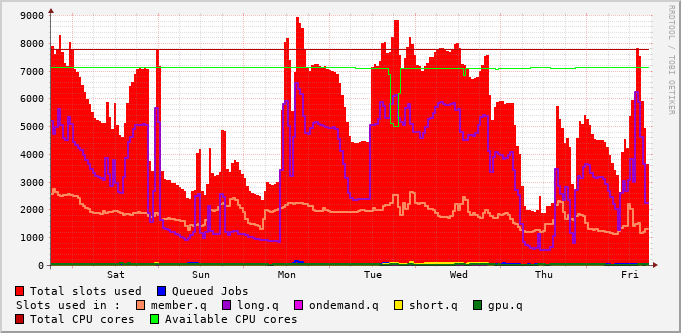 9000
8000
7000
6000
5000
4000
3000
2000
1000
0
Sat Sun Mon Tue Wed Thu Fri
RRDTOOL / TOBI OETIKER
Total slots used Queued Jobs
Slots used in : member.q long.q ondemand.q short.q gpu.q
Total CPU cores Available CPU cores